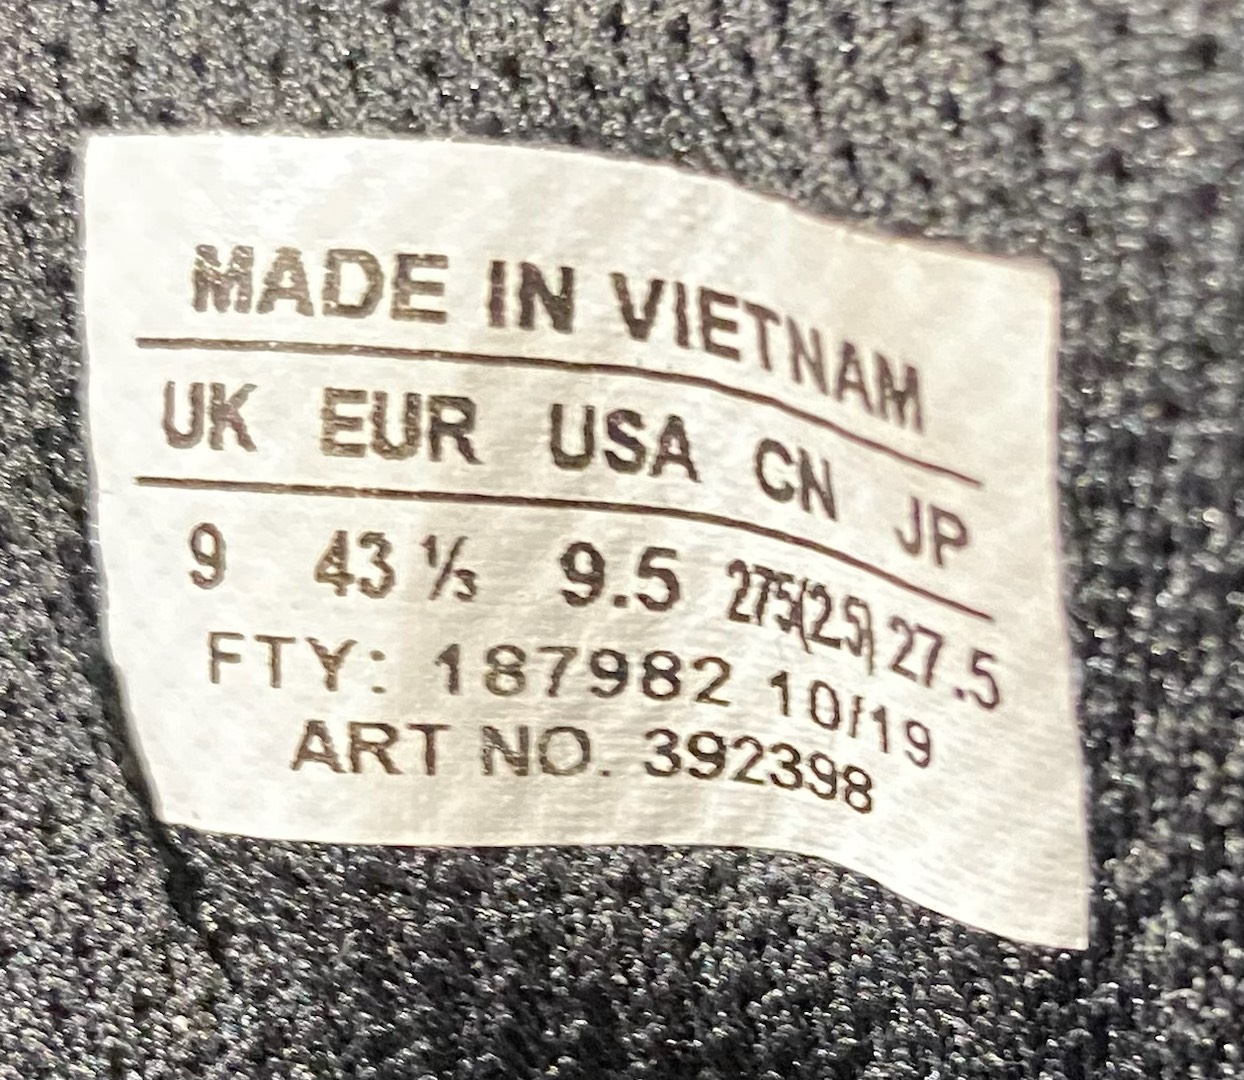 MADE IN VIETNAM
UK EUR USA CN JP
9 43 ⅓ 9.5 275(2.5) 27.5
FTY: 187982 10/19
ART NO. 392398